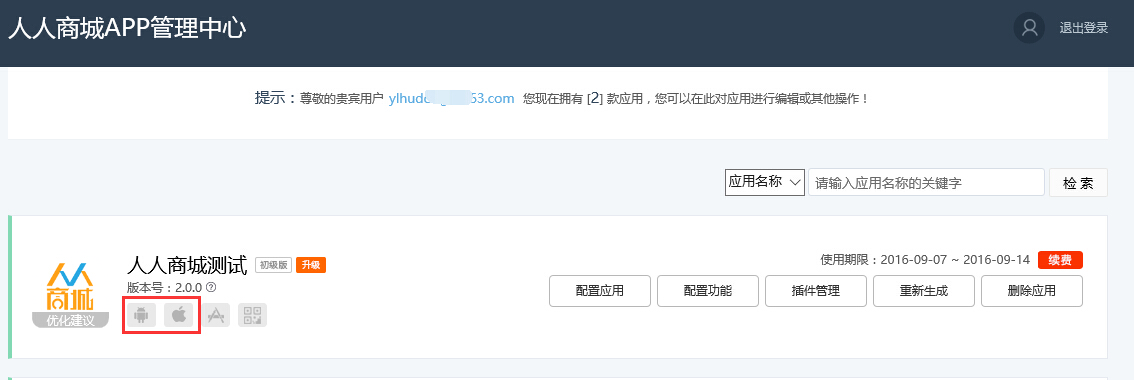 人人商城APP管理中心
退出登录
提示：尊敬的贵宾用户 您现在拥有 [2] 款应用，您可以在此对应用进行编辑或其他操作！
应用名称 请输入应用名称的关键字 检 索
商城
优化建议
人人商城测试 初级版 升级
版本号：2.0.0
使用期限：2016-09-07 ~ 2016-09-14 续费
配置应用 配置功能 插件管理 重新生成 删除应用